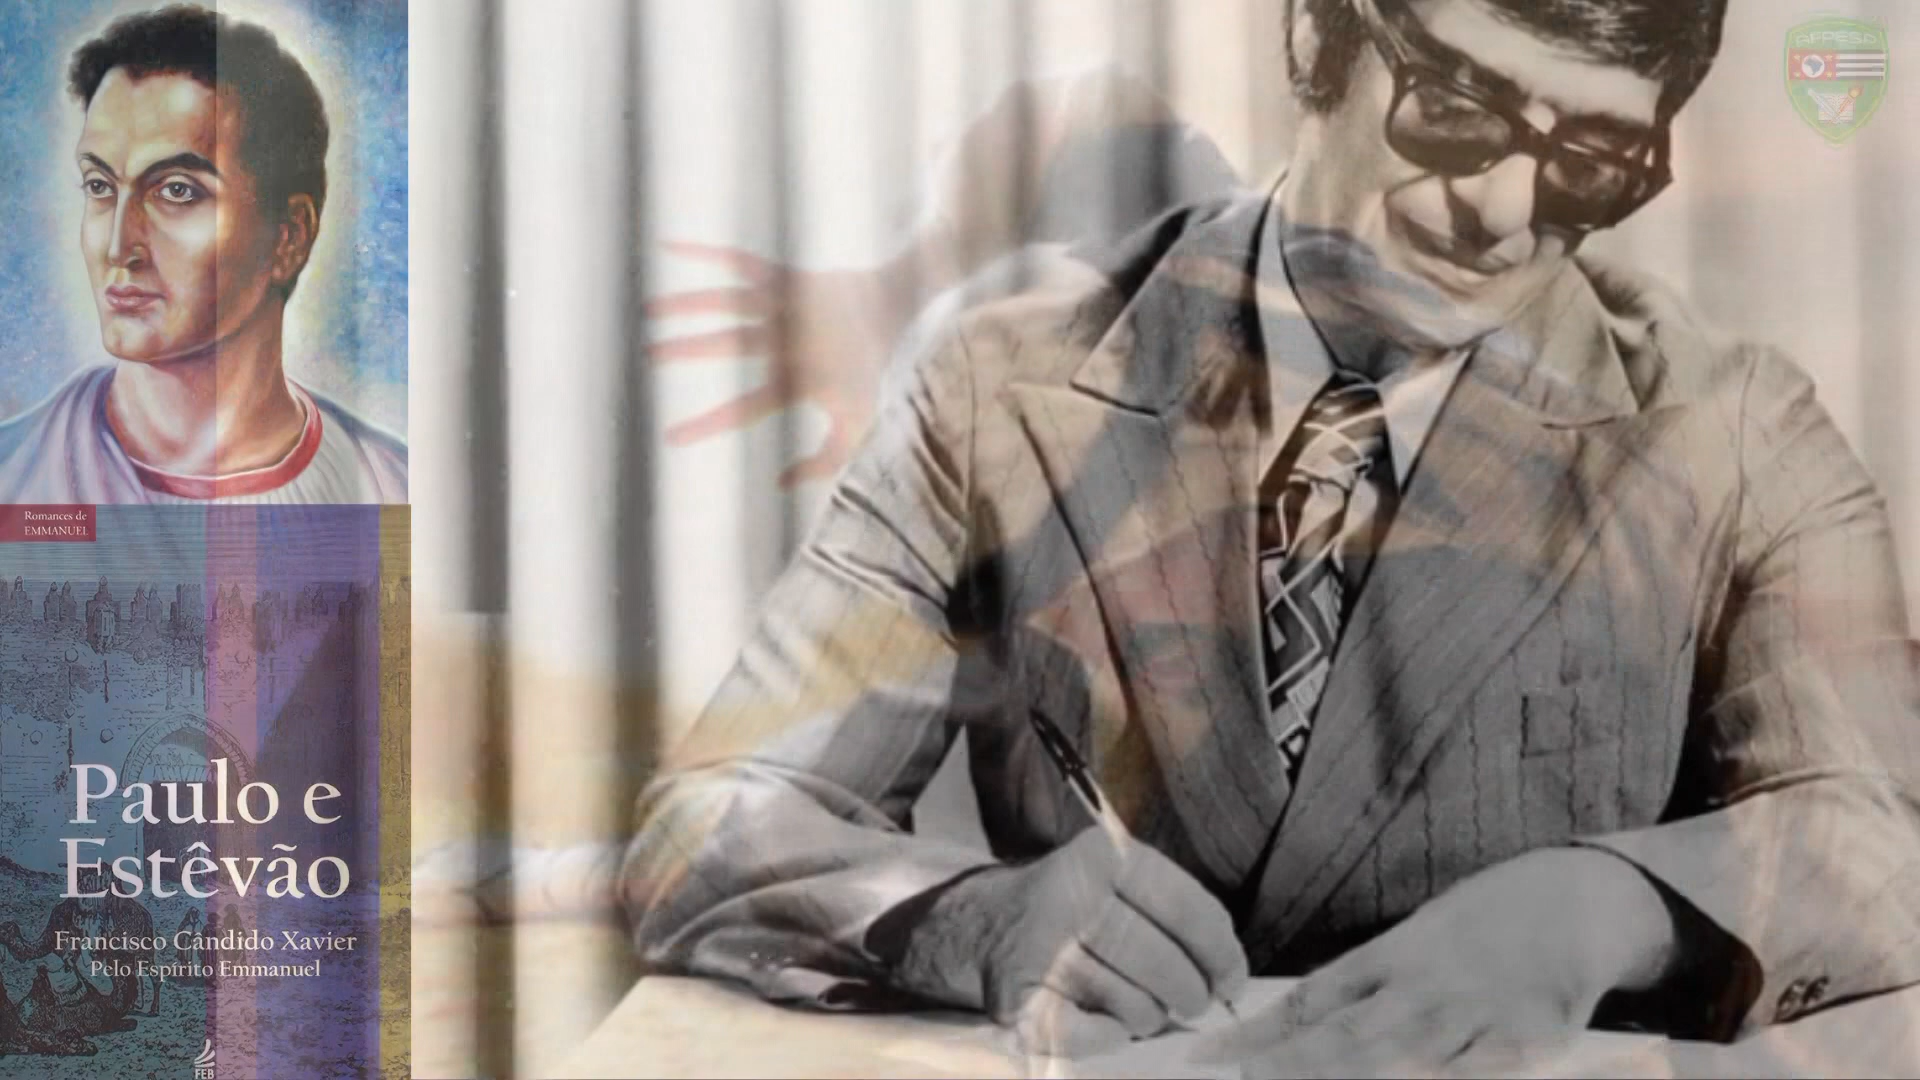 Romances de
EMMANUEL
Paulo e
Estêvão
Francisco Cândido Xavier
Pelo Espírito Emmanuel
FEB